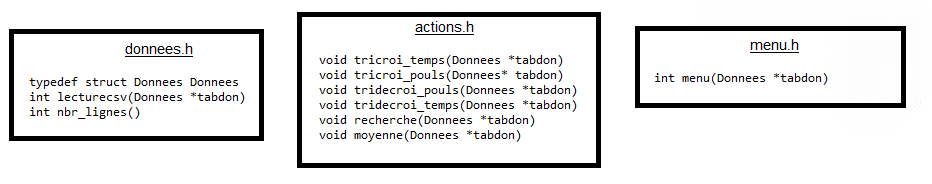 donnees.h
typedef struct Donnees Donnees
int lecturecsv(Donnees *tabdon)
int nbr_lignes()
actions.h
void tricroi_temps(Donnees *tabdon)
void tricroi_pouls(Donnees* tabdon)
void tridecroi_pouls(Donnees *tabdon)
void tridecroi_temps(Donnees *tabdon)
void recherche(Donnees *tabdon)
void moyenne(Donnees *tabdon)
menu.h
int menu(Donnees *tabdon)